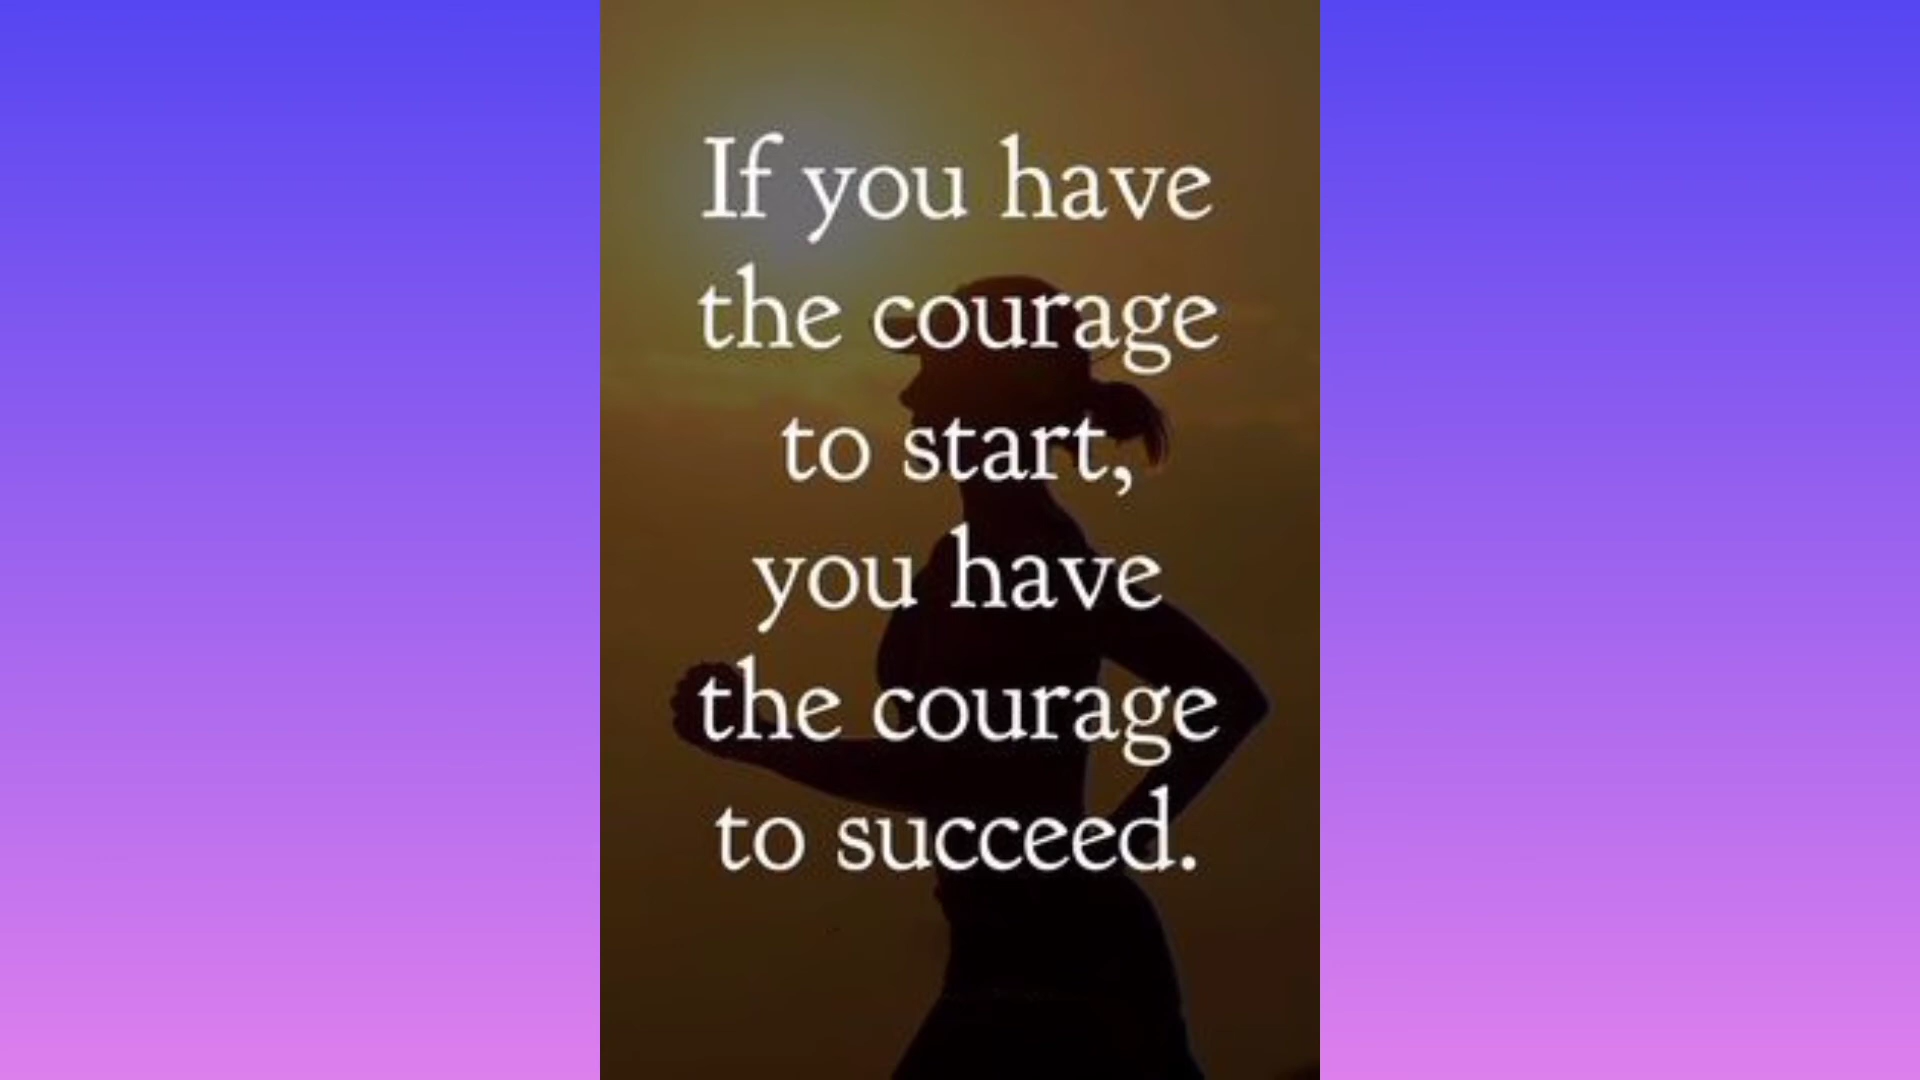 If you have
the courage
to start,
you have
the courage
to succeed.